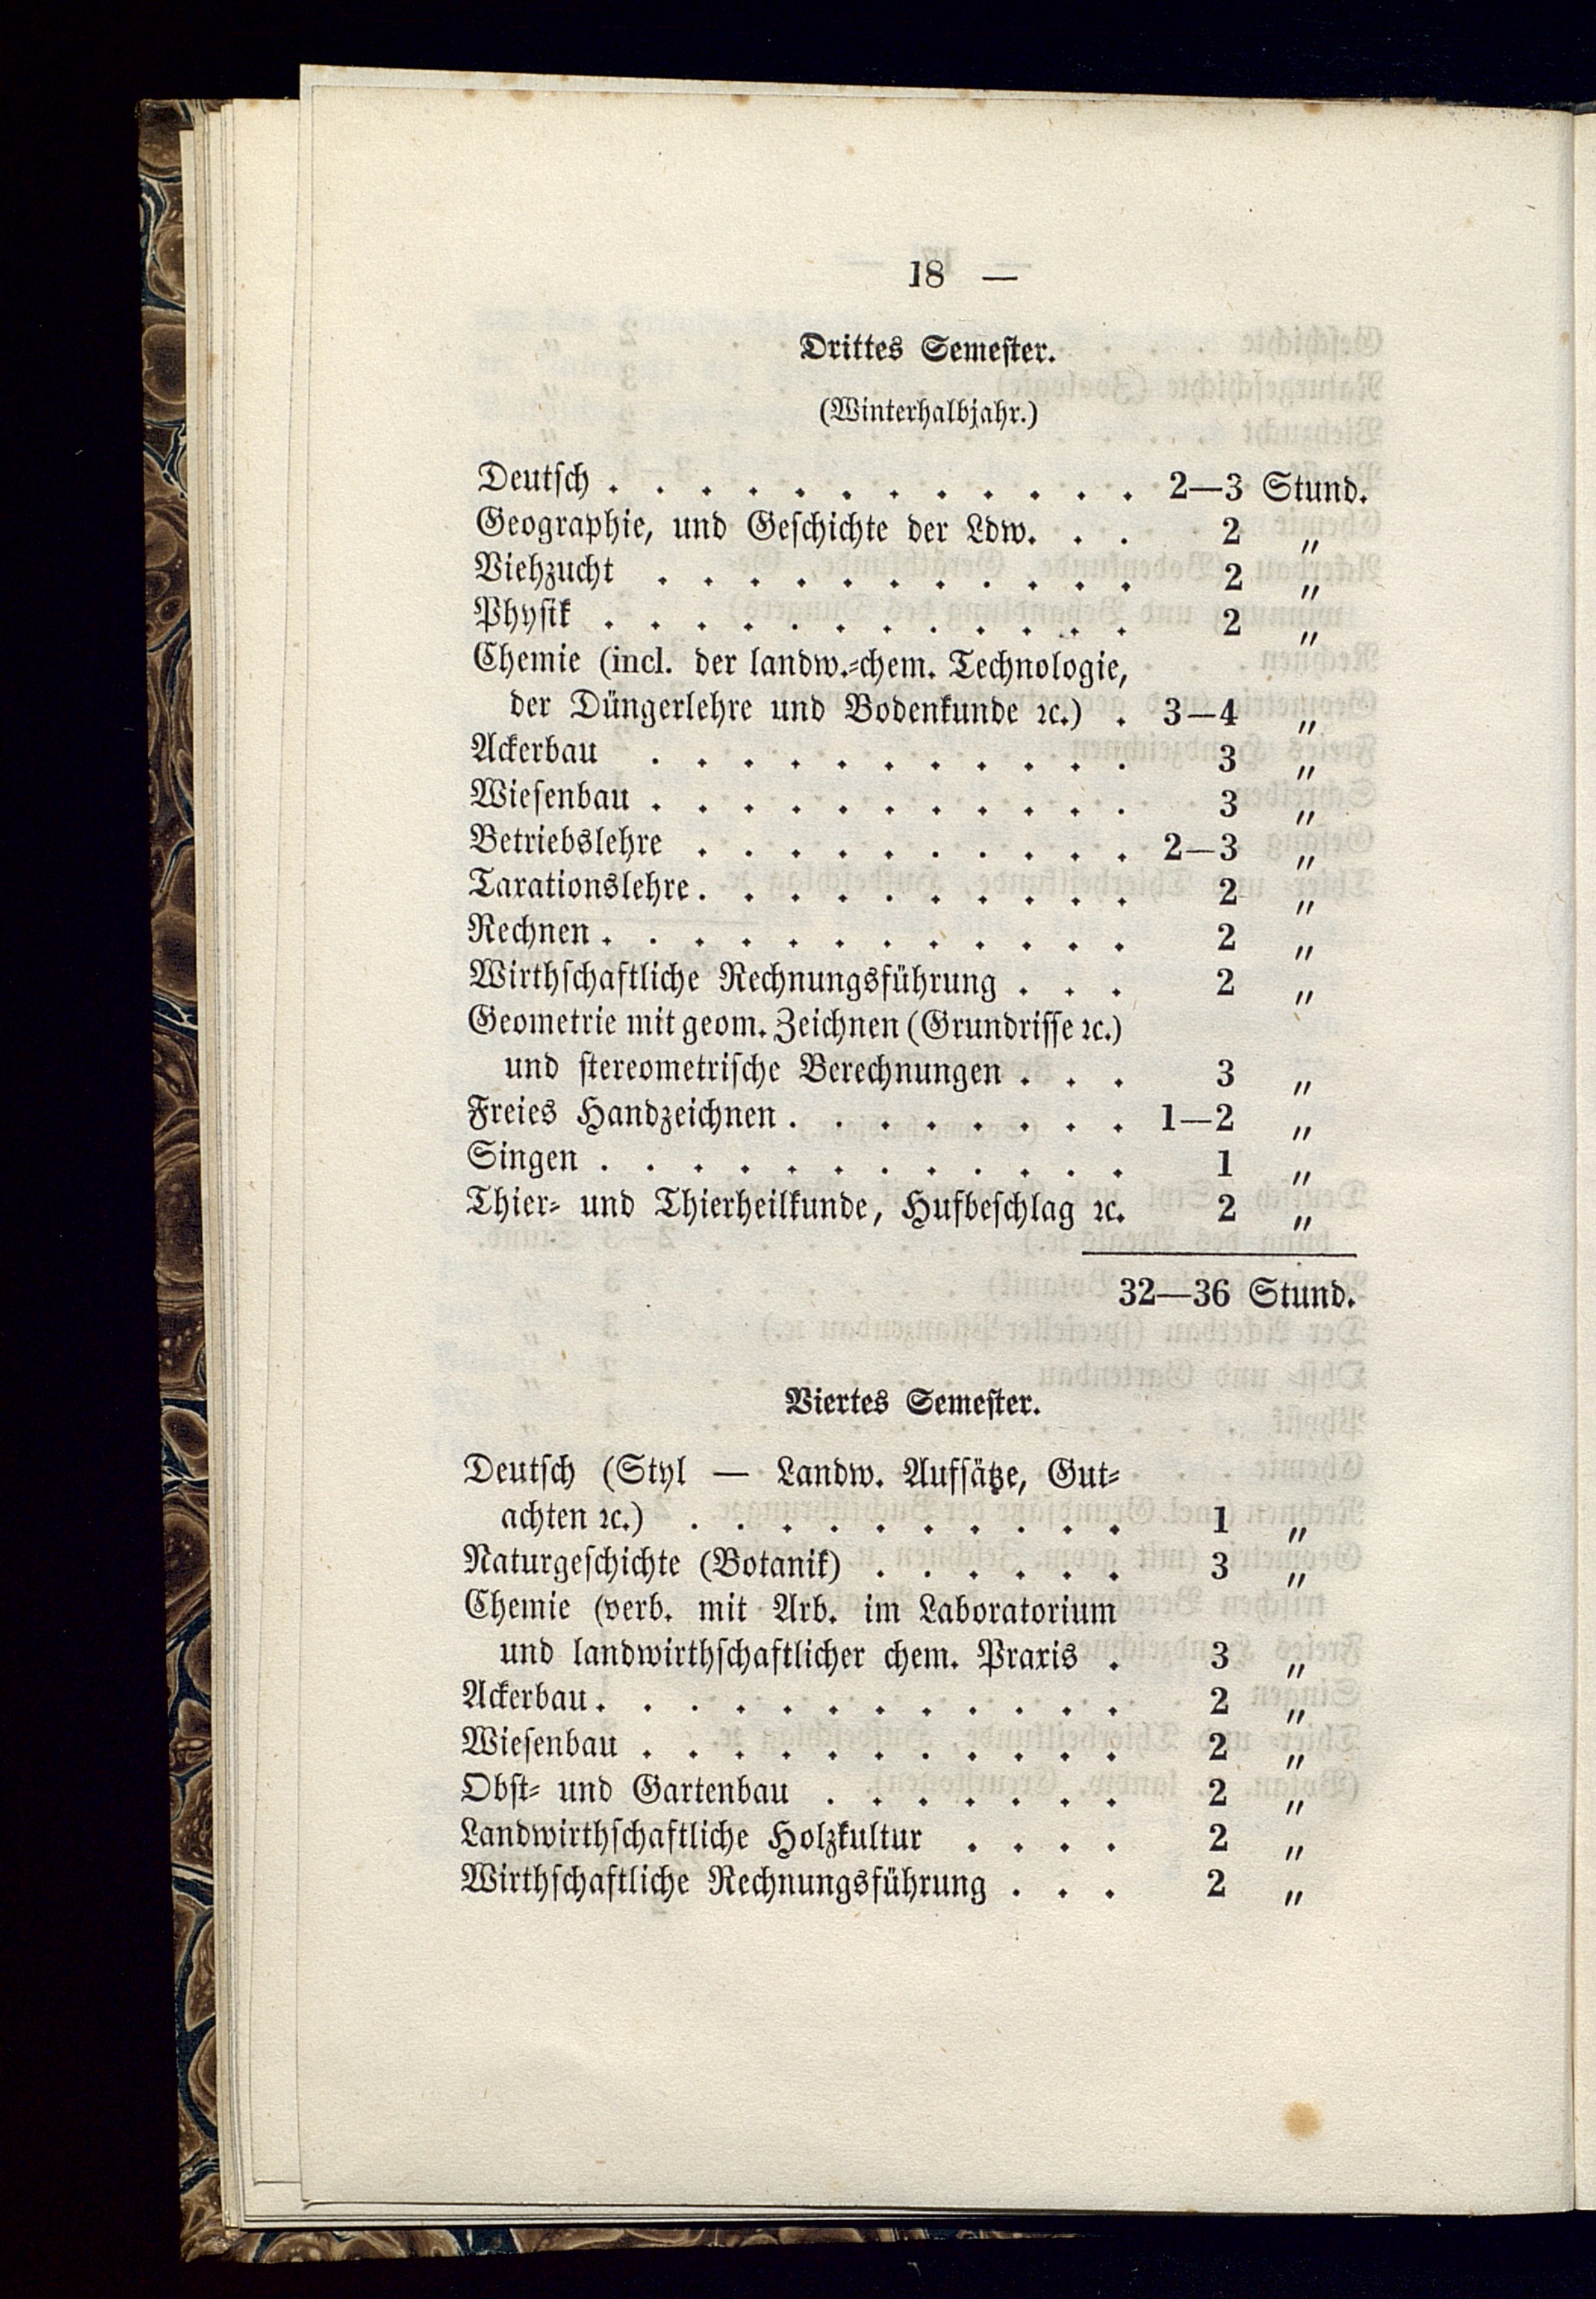 18 —
Drittes Semester.
(Winterhalbjahr.)
Deutsch . . . . . . . . . . . . 2—3 Stund.
Geographie, und Geschichte der Ldw. . . 2 „
Viehzucht . . . . . . . . . . . 2 „
Physik . . . . . . . . . . . . 2 „
Chemie (incl. der landw.-chem. Technologie,
der Düngerlehre und Bodenkunde ꝛc.) . 3—4 „
Ackerbau . . . . . . . . . . . 3 „
Wiesenbau . . . . . . . . . . . 3 „
Betriebslehre . . . . . . . . . . 2—3 „
Taxationslehre . . . . . . . . . . 2 „
Rechnen . . . . . . . . . . . . 2 „
Wirthschaftliche Rechnungsführung . . . 2 „
Geometrie mit geom. Zeichnen (Grundrisse ꝛc.)
und stereometrische Berechnungen . . . 3 „
Freies Handzeichnen . . . . . . . . 1—2 „
Singen . . . . . . . . . . . . 1 „
Thier- und Thierheilkunde, Hufbeschlag ꝛc. 2 „
32—36 Stund.
Viertes Semester.
Deutsch (Styl — Landw. Aufsätze, Gut-
achten ꝛc.) . . . . . . . . . . 1 „
Naturgeschichte (Botanik) . . . . . . 3 „
Chemie (verb. mit Arb. im Laboratorium
und landwirthschaftlicher chem. Praxis . 3 „
Ackerbau . . . . . . . . . . . . 2 „
Wiesenbau . . . . . . . . . . . 2 „
Obst- und Gartenbau . . . . . . . 2 „
Landwirthschaftliche Holzkultur . . . . 2 „
Wirthschaftliche Rechnungsführung . . . 2 „